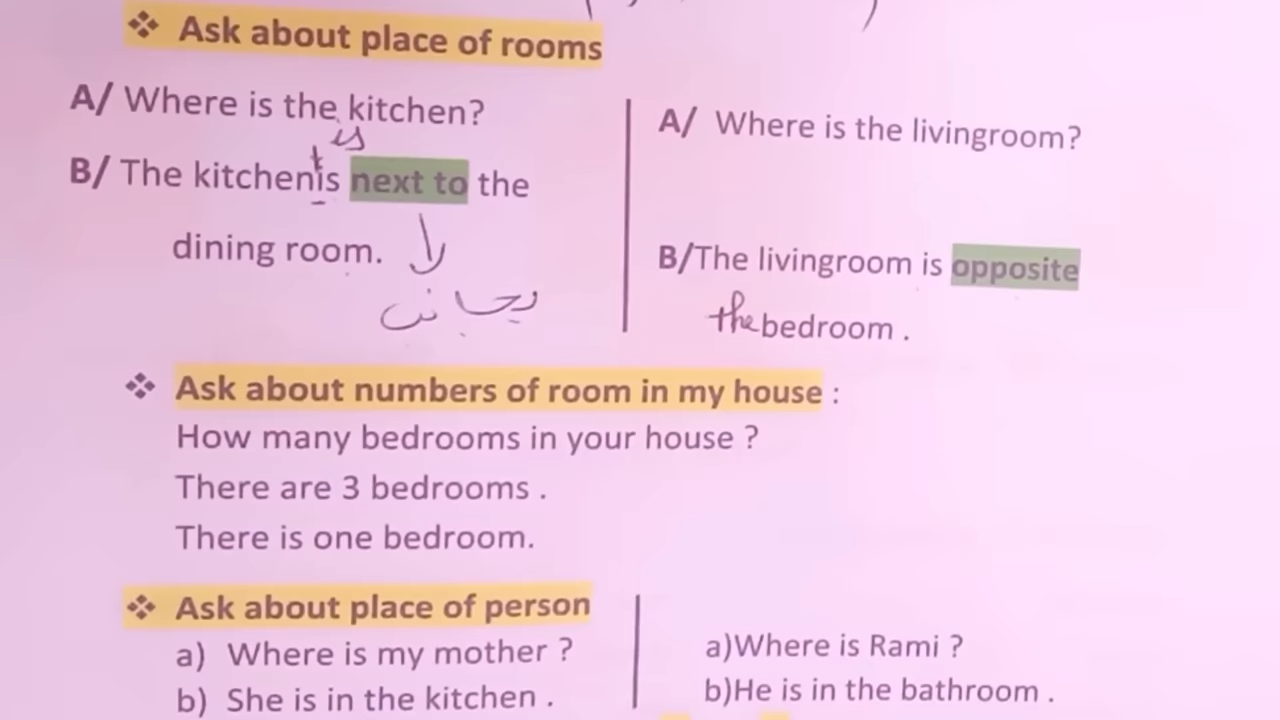 ❖ Ask about place of rooms
A/ Where is the kitchen?
B/ The kitchen is next to the
dining room.
A/ Where is the livingroom?
B/The livingroom is opposite
the bedroom .
❖ Ask about numbers of room in my house :
How many bedrooms in your house ?
There are 3 bedrooms .
There is one bedroom.
❖ Ask about place of person
a) Where is my mother ?
b) She is in the kitchen .
a)Where is Rami ?
b)He is in the bathroom .